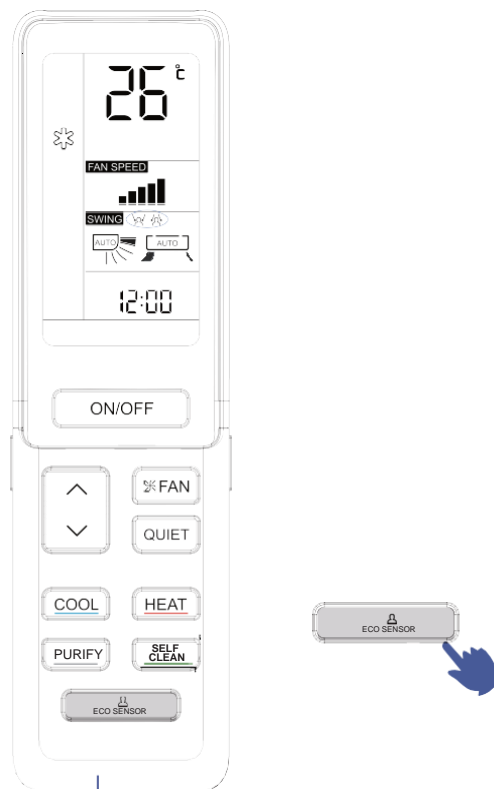 26°C
FAN SPEED
SWING
AUTO
AUTO
12:00
ON/OFF
FAN
QUIET
COOL
HEAT
PURIFY
SELF
CLEAN
ECO SENSOR
ECO SENSOR